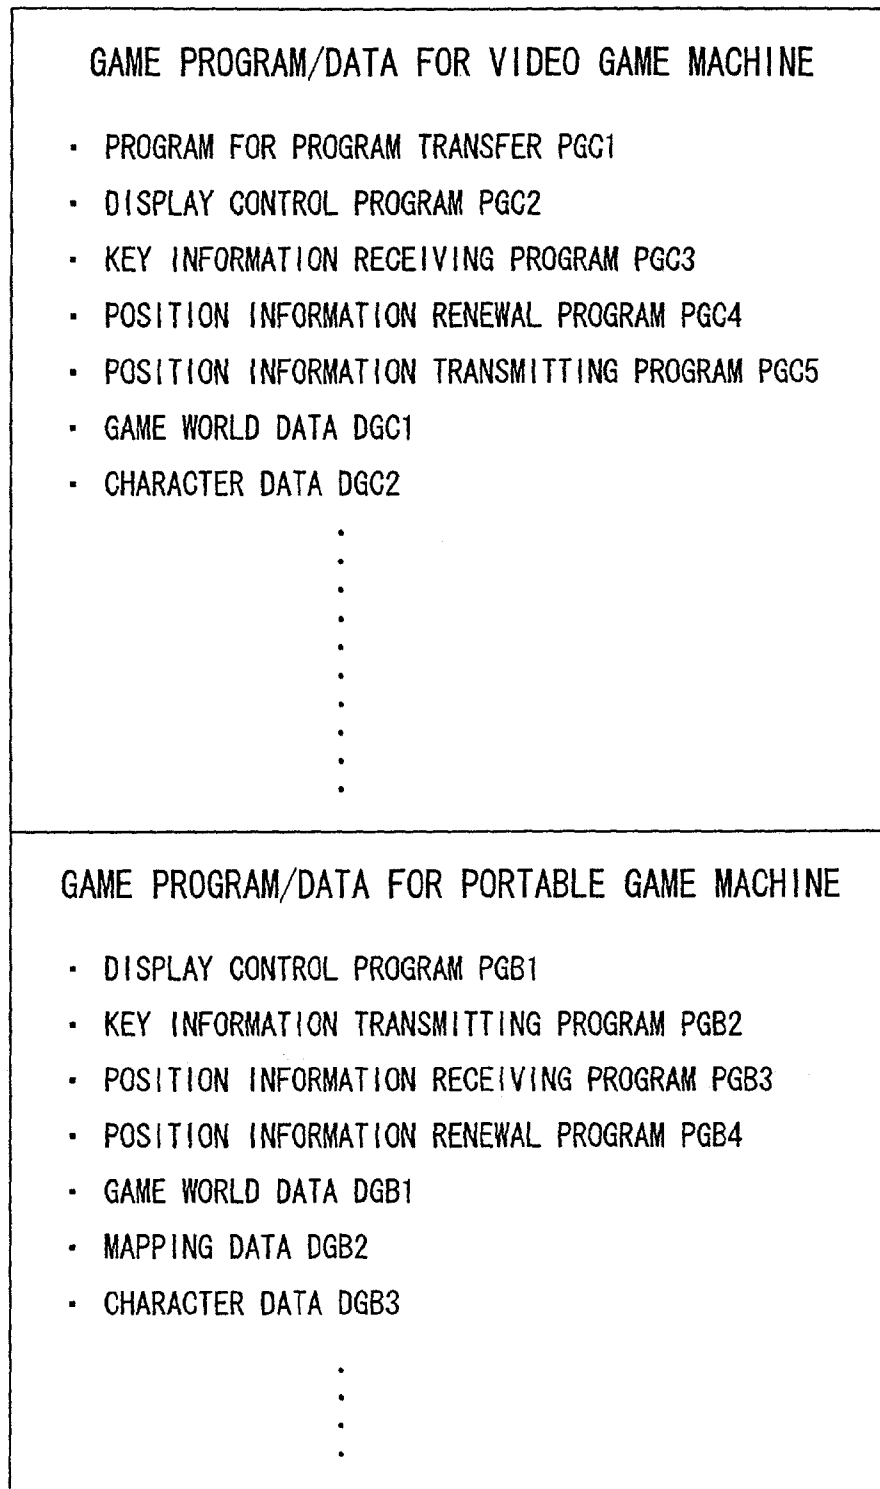 GAME PROGRAM/DATA FOR VIDEO GAME MACHINE
・ PROGRAM FOR PROGRAM TRANSFER PGC1
・ DISPLAY CONTROL PROGRAM PGC2
・ KEY INFORMATION RECEIVING PROGRAM PGC3
・ POSITION INFORMATION RENEWAL PROGRAM PGC4
・ POSITION INFORMATION TRANSMITTING PROGRAM PGC5
・ GAME WORLD DATA DGC1
・ CHARACTER DATA DGC2
GAME PROGRAM/DATA FOR PORTABLE GAME MACHINE
・ DISPLAY CONTROL PROGRAM PGB1
・ KEY INFORMATION TRANSMITTING PROGRAM PGB2
・ POSITION INFORMATION RECEIVING PROGRAM PGB3
・ POSITION INFORMATION RENEWAL PROGRAM PGB4
・ GAME WORLD DATA DGB1
・ MAPPING DATA DGB2
・ CHARACTER DATA DGB3